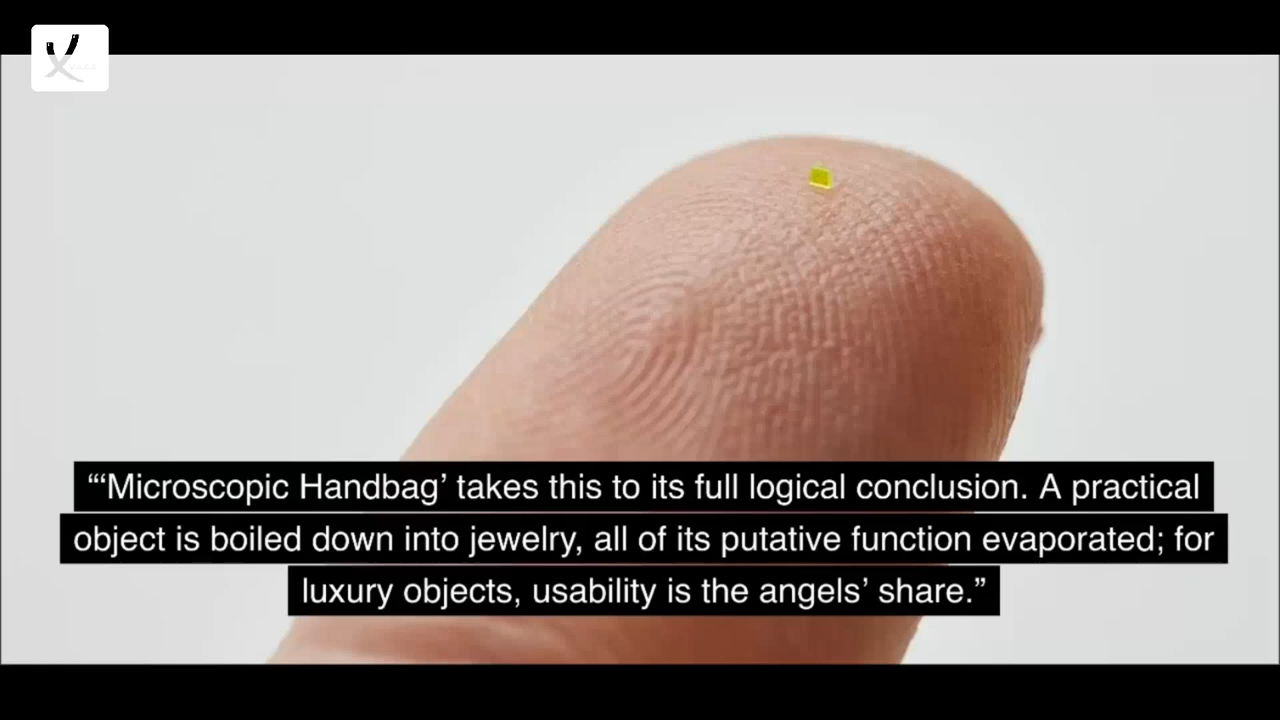 “‘Microscopic Handbag’ takes this to its full logical conclusion. A practical
object is boiled down into jewelry, all of its putative function evaporated; for
luxury objects, usability is the angels’ share.”